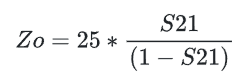 Zo = 25 * S21 / (1 − S21)